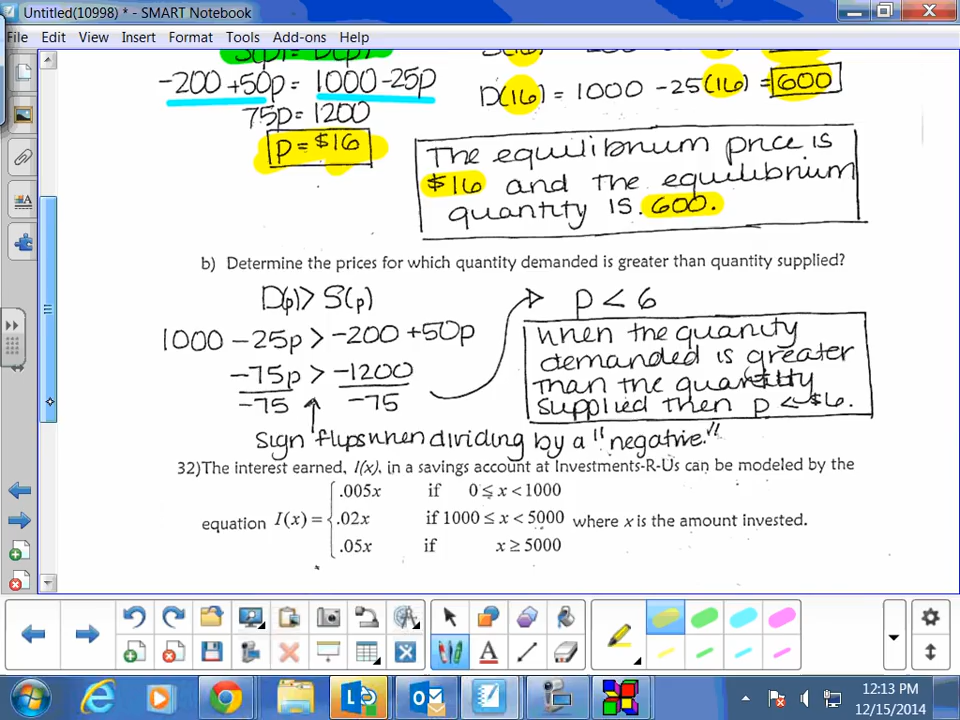 Untitled(10998) * - SMART Notebook
File Edit View Insert Format Tools Add-ons Help
S(p) = D(p)
-200 +50p = 1000 -25p
75p = 1200
p = $16
D(16) = 1000 - 25(16) = 600
The equilibrium price is
$16 and the equilibrium
quantity is 600.
b) Determine the prices for which quantity demanded is greater than quantity supplied?
D(p) > S(p)
1000 - 25p > -200 + 50p
-75p > -1200
-75 -75
Sign flips when dividing by a "negative."
p < 6
When the quantity
demanded is greater
than the quantity
supplied then p < $16.
32)The interest earned, I(x), in a savings account at Investments-R-Us can be modeled by the
equation I(x) = { .005x if 0 ≤ x < 1000
.02x if 1000 ≤ x < 5000 where x is the amount invested.
.05x if x ≥ 5000
12:13 PM
12/15/2014